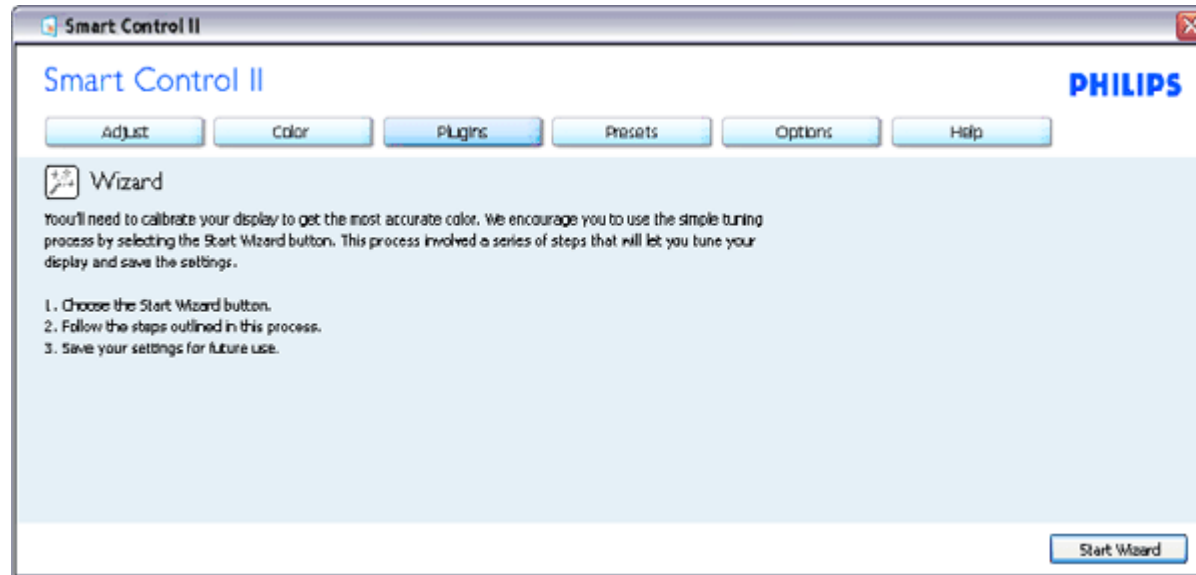 Smart Control II
Smart Control II
PHILIPS
Adjust Color Plugins Presets Options Help
Wizard
Yoou'll need to calibrate your display to get the most accurate color. We encourage you to use the simple tuning
process by selecting the Start Wizard button. This process involved a series of steps that will let you tune your
display and save the settings.
1. Choose the Start Wizard button.
2. Follow the steps outlined in this process.
3. Save your settings for future use.
Start Wizard